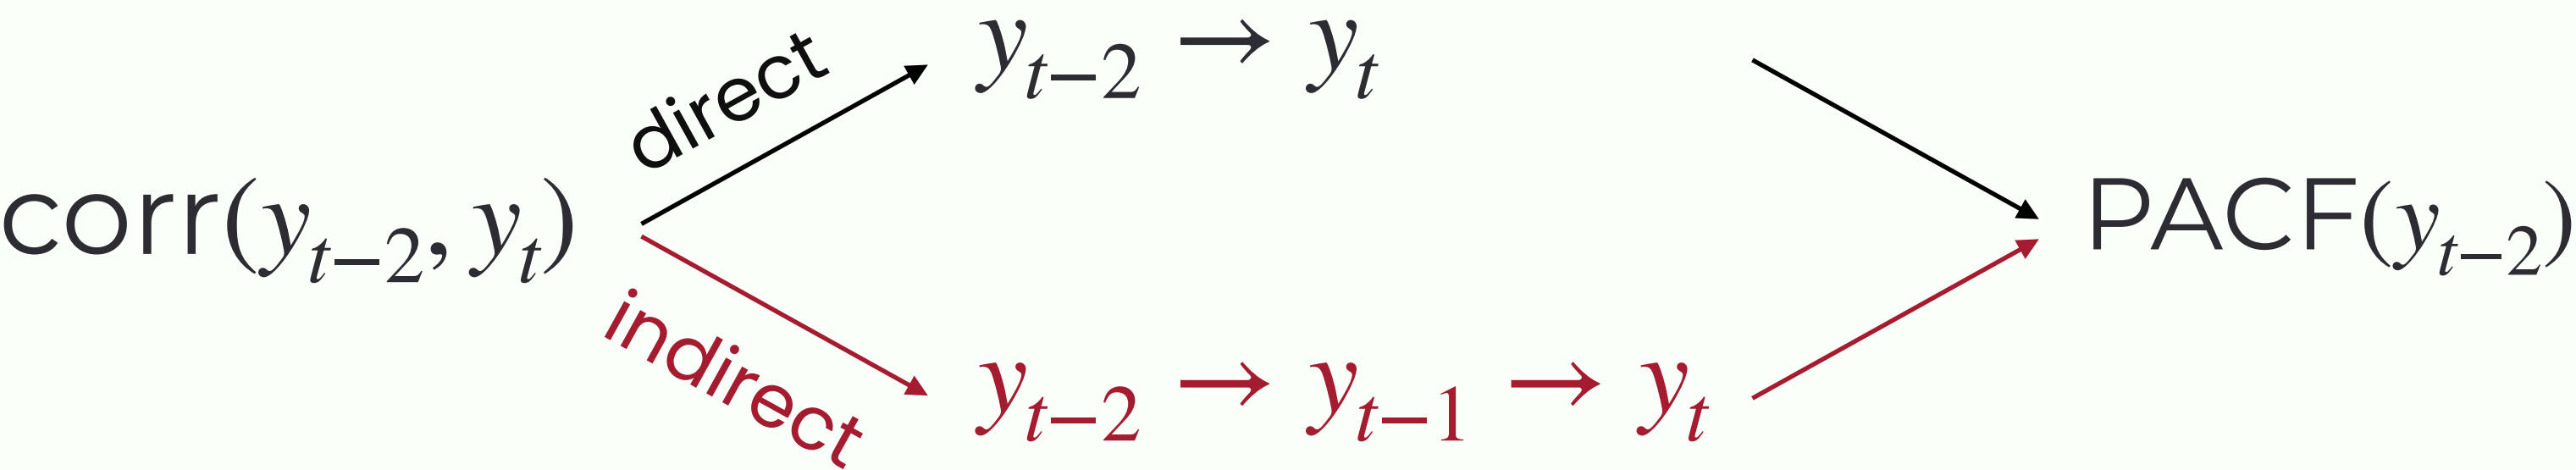 corr(y_{t−2}, y_t)
direct
y_{t−2} → y_t
indirect
y_{t−2} → y_{t−1} → y_t
PACF(y_{t−2})